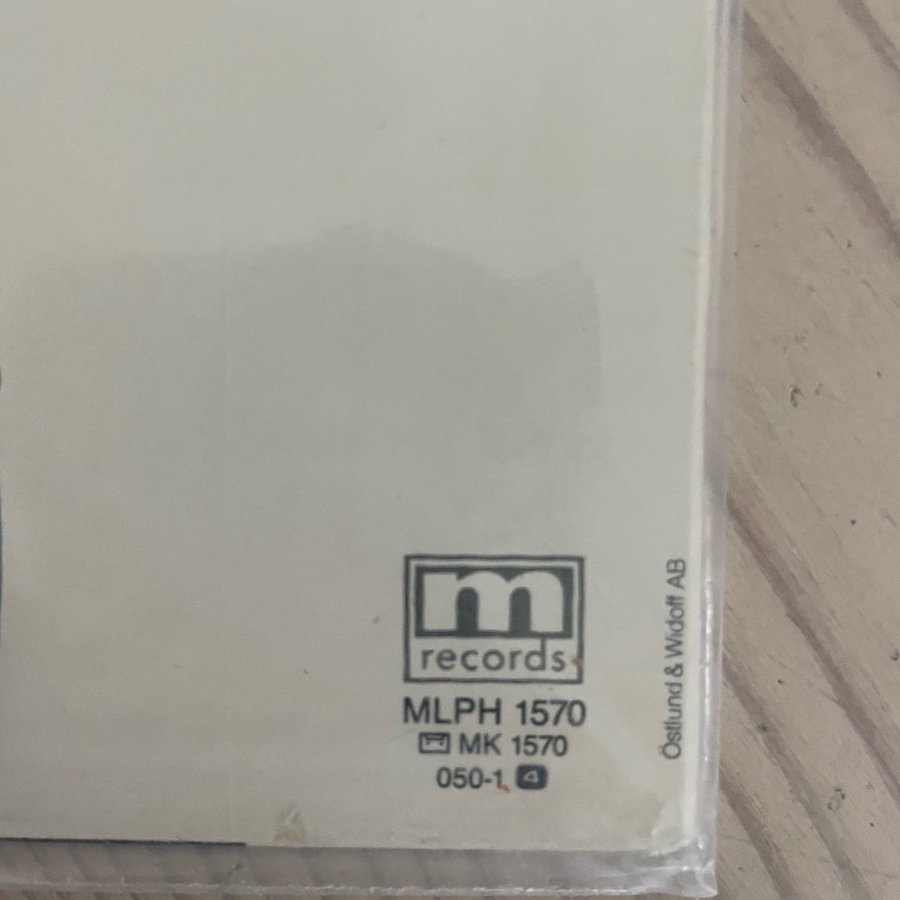 m
records
MLPH 1570
MK 1570
050-1 4
Östlund & Widoff AB